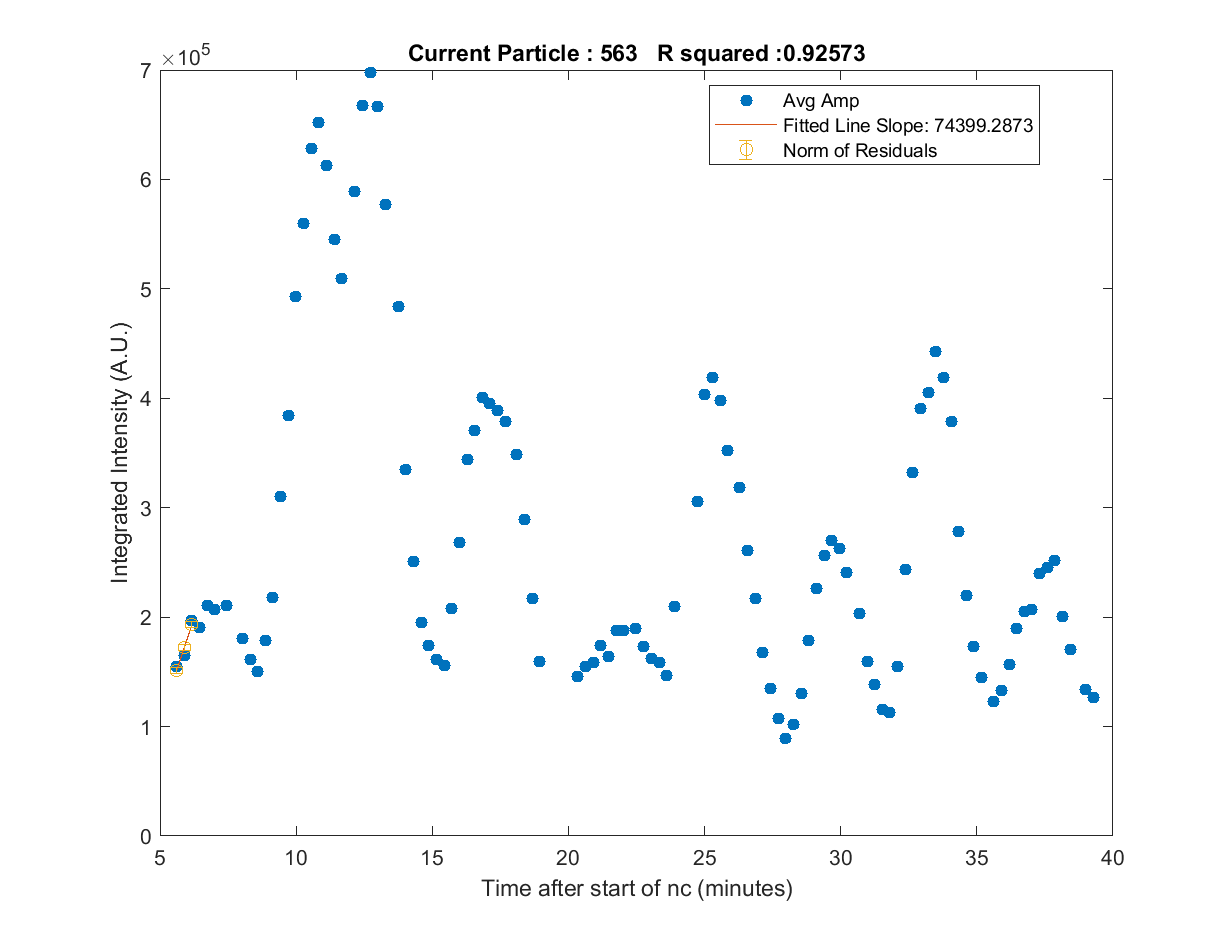 Current Particle : 563   R squared :0.92573
×10^5
7
6
5
4
3
2
1
0
Integrated Intensity (A.U.)
Avg Amp
Fitted Line Slope: 74399.2873
Norm of Residuals
5 10 15 20 25 30 35 40
Time after start of nc (minutes)